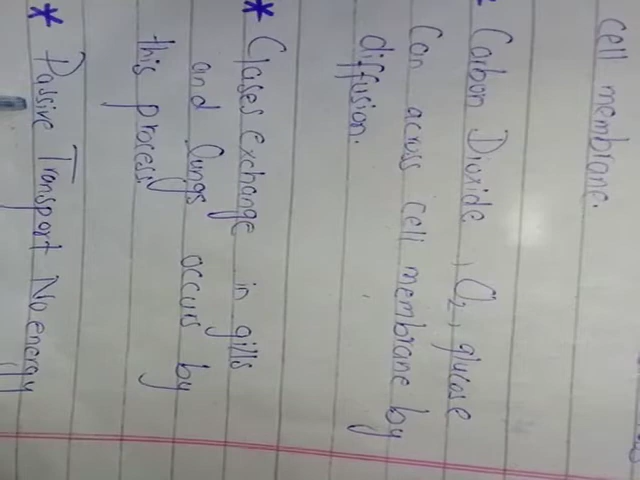 cell membrane.
* Carbon Dioxide, O2, glucose
Can across cell membrane by
diffusion.
* Gases exchange in gills
and lungs occurs by
this process.
* Passive Transport No energy